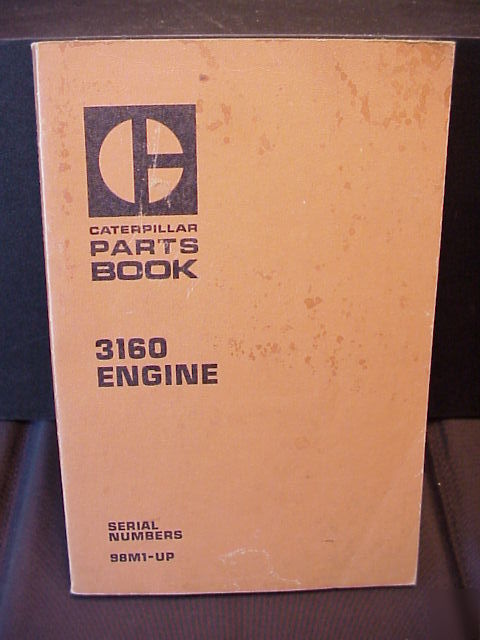 CATERPILLAR
PARTS
BOOK
3160
ENGINE
SERIAL
NUMBERS
98M1-UP